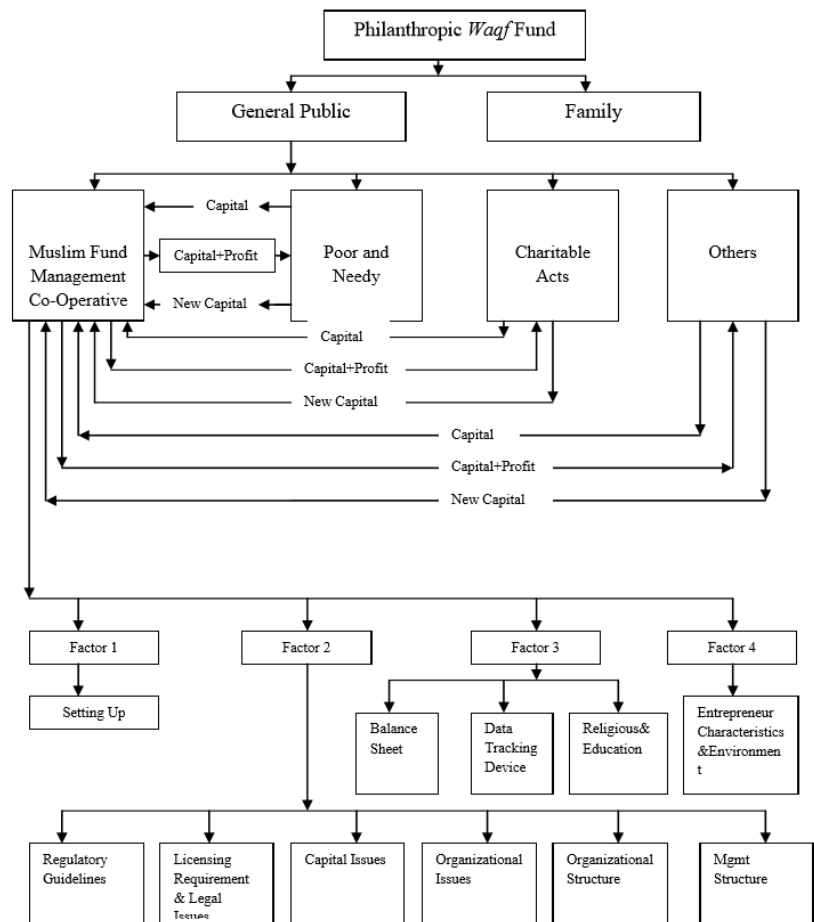 Philanthropic Waqf Fund
General Public
Family
Muslim Fund
Management
Co-Operative
Capital
Capital+Profit
New Capital
Poor and
Needy
Charitable
Acts
Others
Capital
Capital+Profit
New Capital
Capital
Capital+Profit
New Capital
Factor 1
Factor 2
Factor 3
Factor 4
Setting Up
Balance
Sheet
Data
Tracking
Device
Religious&
Education
Entrepreneur
Characteristics
&Environmen
t
Regulatory
Guidelines
Licensing
Requirement
& Legal
Issues
Capital Issues
Organizational
Issues
Organizational
Structure
Mgmt
Structure